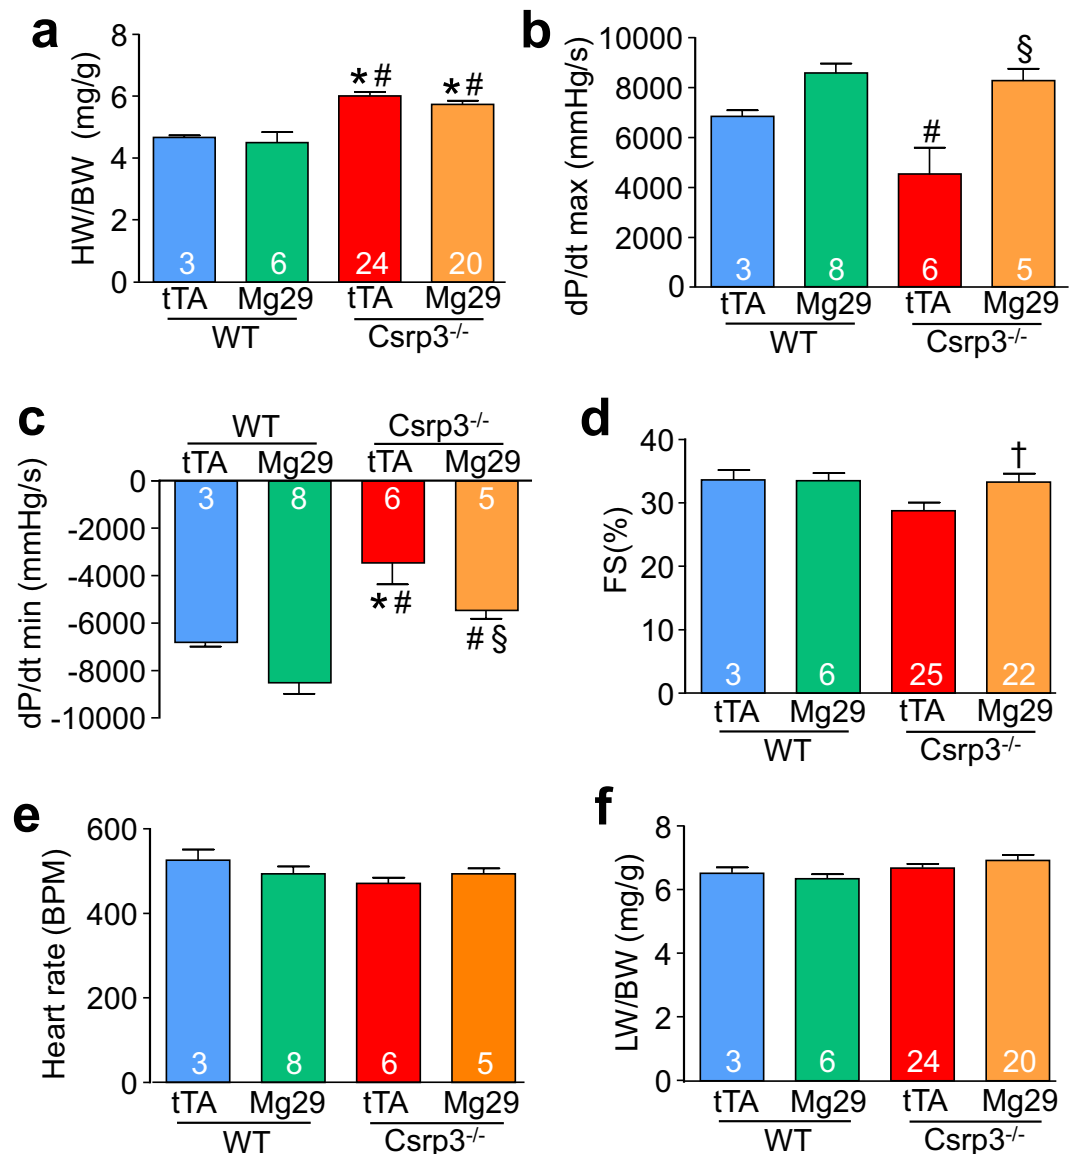 a
HW/BW (mg/g)
8
6
4
2
0
* #
* #
3
6
24
20
tTA
Mg29
tTA
Mg29
WT
Csrp3-/-
b
dP/dt max (mmHg/s)
10000
8000
6000
4000
2000
0
#
§
3
8
6
5
tTA
Mg29
tTA
Mg29
WT
Csrp3-/-
c
WT
Csrp3-/-
tTA
Mg29
tTA
Mg29
dP/dt min (mmHg/s)
0
-2000
-4000
-6000
-8000
-10000
3
8
6
5
* #
# §
d
FS(%)
40
30
20
10
0
†
3
6
25
22
tTA
Mg29
tTA
Mg29
WT
Csrp3-/-
e
Heart rate (BPM)
600
400
200
0
3
8
6
5
tTA
Mg29
tTA
Mg29
WT
Csrp3-/-
f
LW/BW (mg/g)
8
6
4
2
0
3
6
24
20
tTA
Mg29
tTA
Mg29
WT
Csrp3-/-